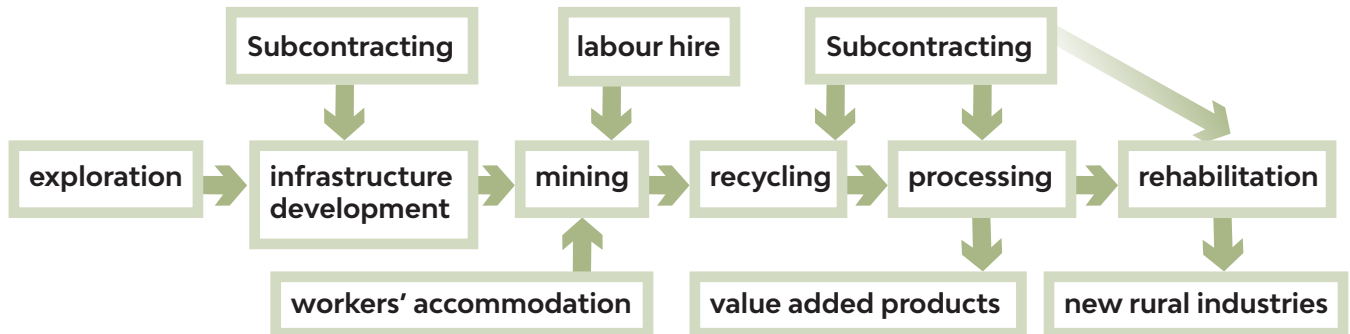 Subcontracting
labour hire
Subcontracting
exploration
infrastructure
development
mining
recycling
processing
rehabilitation
workers’ accommodation
value added products
new rural industries